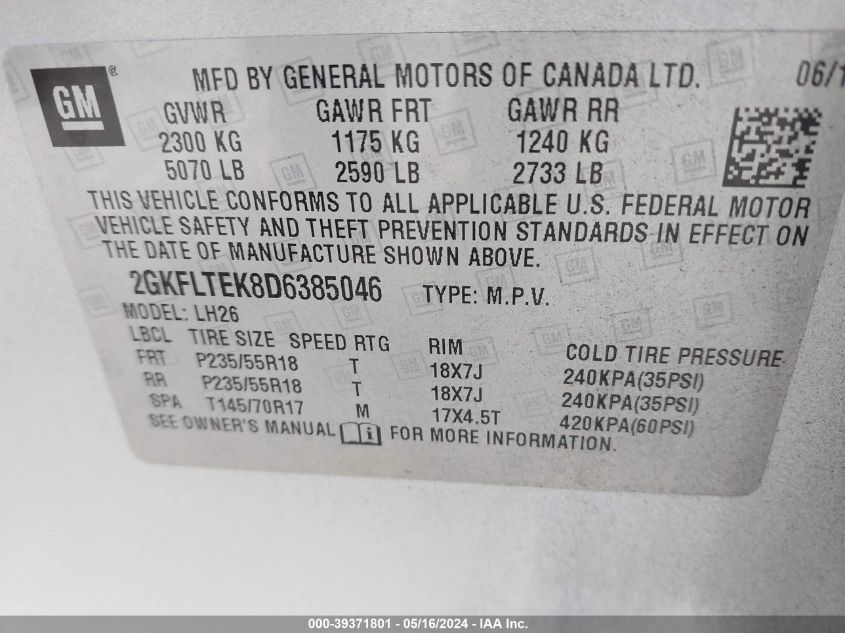 GM ® MFD BY GENERAL MOTORS OF CANADA LTD. 06/1
GVWR GAWR FRT GAWR RR
2300 KG 1175 KG 1240 KG
5070 LB 2590 LB 2733 LB
THIS VEHICLE CONFORMS TO ALL APPLICABLE U.S. FEDERAL MOTOR
VEHICLE SAFETY AND THEFT PREVENTION STANDARDS IN EFFECT ON
THE DATE OF MANUFACTURE SHOWN ABOVE.
2GKFLTEK8D6385046 TYPE: M.P.V.
MODEL: LH26
LBCL TIRE SIZE SPEED RTG RIM COLD TIRE PRESSURE
FRT P235/55R18 T 18X7J 240KPA(35PSI)
RR P235/55R18 T 18X7J 240KPA(35PSI)
SPA T145/70R17 M 17X4.5T 420KPA(60PSI)
SEE OWNER'S MANUAL i FOR MORE INFORMATION.
000-39371801 - 05/16/2024 - IAA Inc.